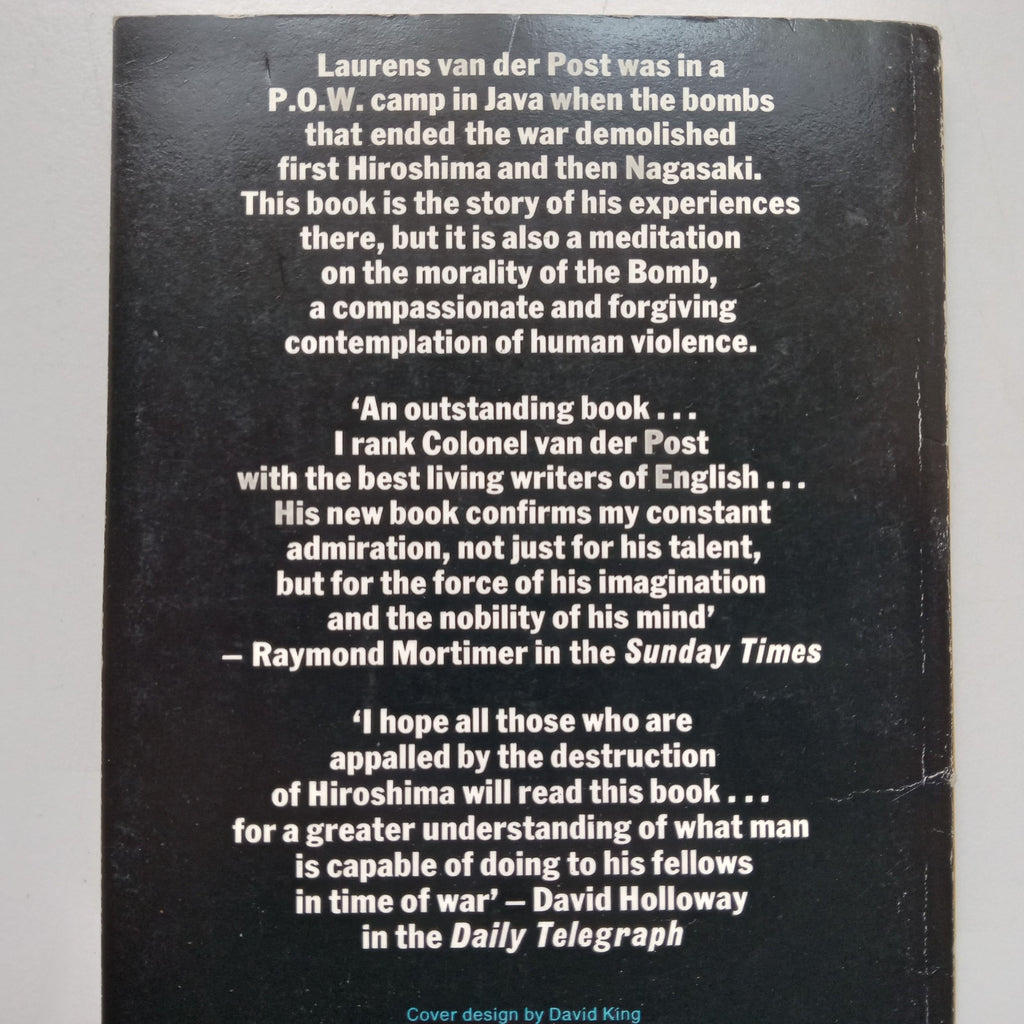 Laurens van der Post was in a
P.O.W. camp in Java when the bombs
that ended the war demolished
first Hiroshima and then Nagasaki.
This book is the story of his experiences
there, but it is also a meditation
on the morality of the Bomb,
a compassionate and forgiving
contemplation of human violence.
‘An outstanding book . . .
I rank Colonel van der Post
with the best living writers of English . . .
His new book confirms my constant
admiration, not just for his talent,
but for the force of his imagination
and the nobility of his mind’
– Raymond Mortimer in the Sunday Times
‘I hope all those who are
appalled by the destruction
of Hiroshima will read this book . . .
for a greater understanding of what man
is capable of doing to his fellows
in time of war’ – David Holloway
in the Daily Telegraph
Cover design by David King